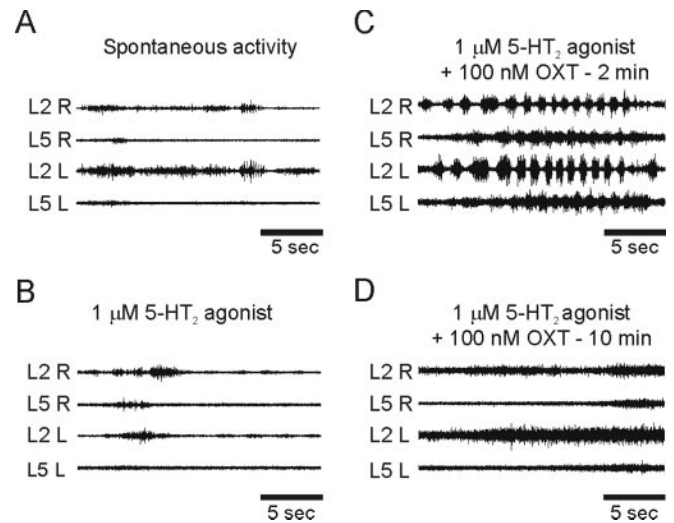 A
Spontaneous activity
L2 R
L5 R
L2 L
L5 L
5 sec
B
1 μM 5-HT₂ agonist
L2 R
L5 R
L2 L
L5 L
5 sec
C
1 μM 5-HT₂ agonist
+ 100 nM OXT - 2 min
L2 R
L5 R
L2 L
L5 L
5 sec
D
1 μM 5-HT₂ agonist
+ 100 nM OXT - 10 min
L2 R
L5 R
L2 L
L5 L
5 sec